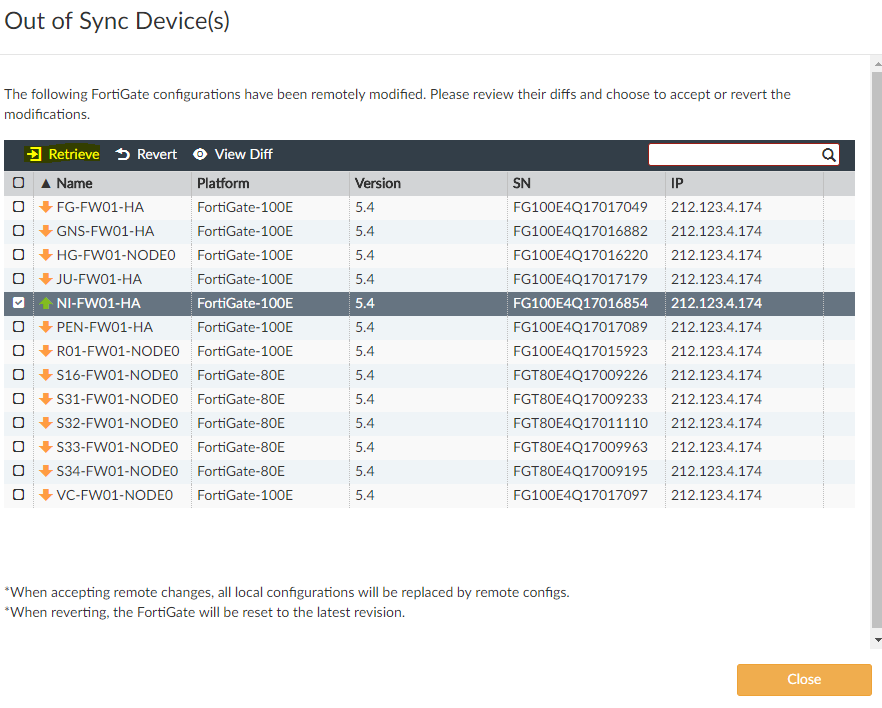 Out of Sync Device(s)
The following FortiGate configurations have been remotely modified. Please review their diffs and choose to accept or revert the
modifications.
Retrieve Revert View Diff
Name Platform Version SN IP
FG-FW01-HA FortiGate-100E 5.4 FG100E4Q17017049 212.123.4.174
GNS-FW01-HA FortiGate-100E 5.4 FG100E4Q17016882 212.123.4.174
HG-FW01-NODE0 FortiGate-100E 5.4 FG100E4Q17016220 212.123.4.174
JU-FW01-HA FortiGate-100E 5.4 FG100E4Q17017179 212.123.4.174
NI-FW01-HA FortiGate-100E 5.4 FG100E4Q17016854 212.123.4.174
PEN-FW01-HA FortiGate-100E 5.4 FG100E4Q17017089 212.123.4.174
R01-FW01-NODE0 FortiGate-100E 5.4 FG100E4Q17015923 212.123.4.174
S16-FW01-NODE0 FortiGate-80E 5.4 FGT80E4Q17009226 212.123.4.174
S31-FW01-NODE0 FortiGate-80E 5.4 FGT80E4Q17009233 212.123.4.174
S32-FW01-NODE0 FortiGate-80E 5.4 FGT80E4Q17011110 212.123.4.174
S33-FW01-NODE0 FortiGate-80E 5.4 FGT80E4Q17009963 212.123.4.174
S34-FW01-NODE0 FortiGate-80E 5.4 FGT80E4Q17009195 212.123.4.174
VC-FW01-NODE0 FortiGate-100E 5.4 FG100E4Q17017097 212.123.4.174
*When accepting remote changes, all local configurations will be replaced by remote configs.
*When reverting, the FortiGate will be reset to the latest revision.
Close